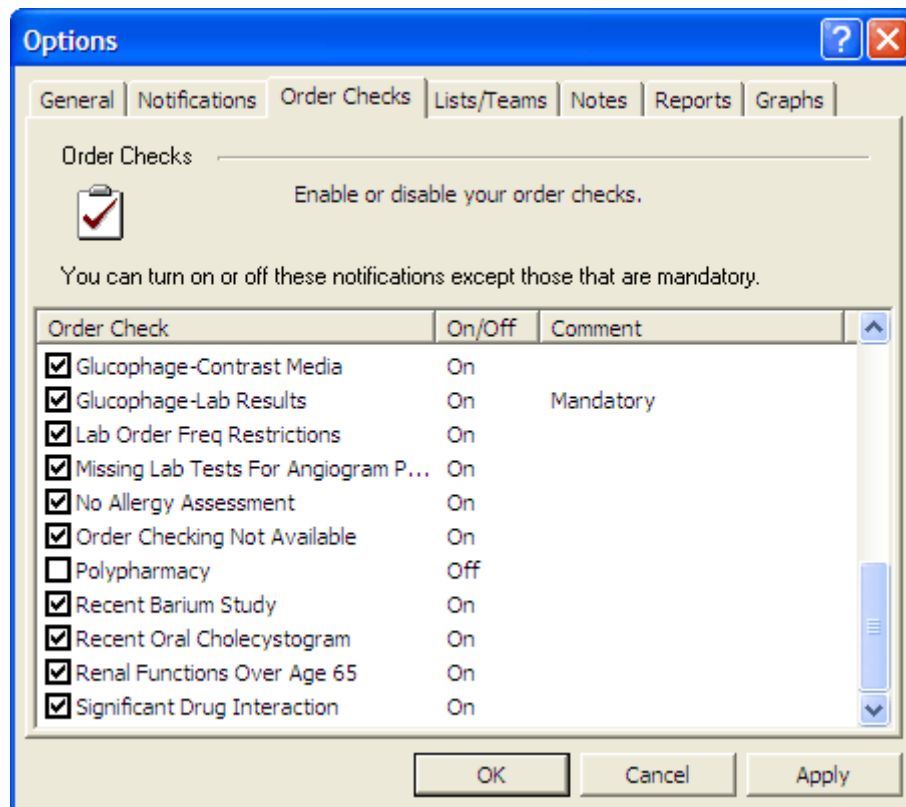 Options
General Notifications Order Checks Lists/Teams Notes Reports Graphs
Order Checks
Enable or disable your order checks.
You can turn on or off these notifications except those that are mandatory.
Order Check On/Off Comment
Glucophage-Contrast Media On
Glucophage-Lab Results On Mandatory
Lab Order Freq Restrictions On
Missing Lab Tests For Angiogram P... On
No Allergy Assessment On
Order Checking Not Available On
Polypharmacy Off
Recent Barium Study On
Recent Oral Cholecystogram On
Renal Functions Over Age 65 On
Significant Drug Interaction On
OK Cancel Apply